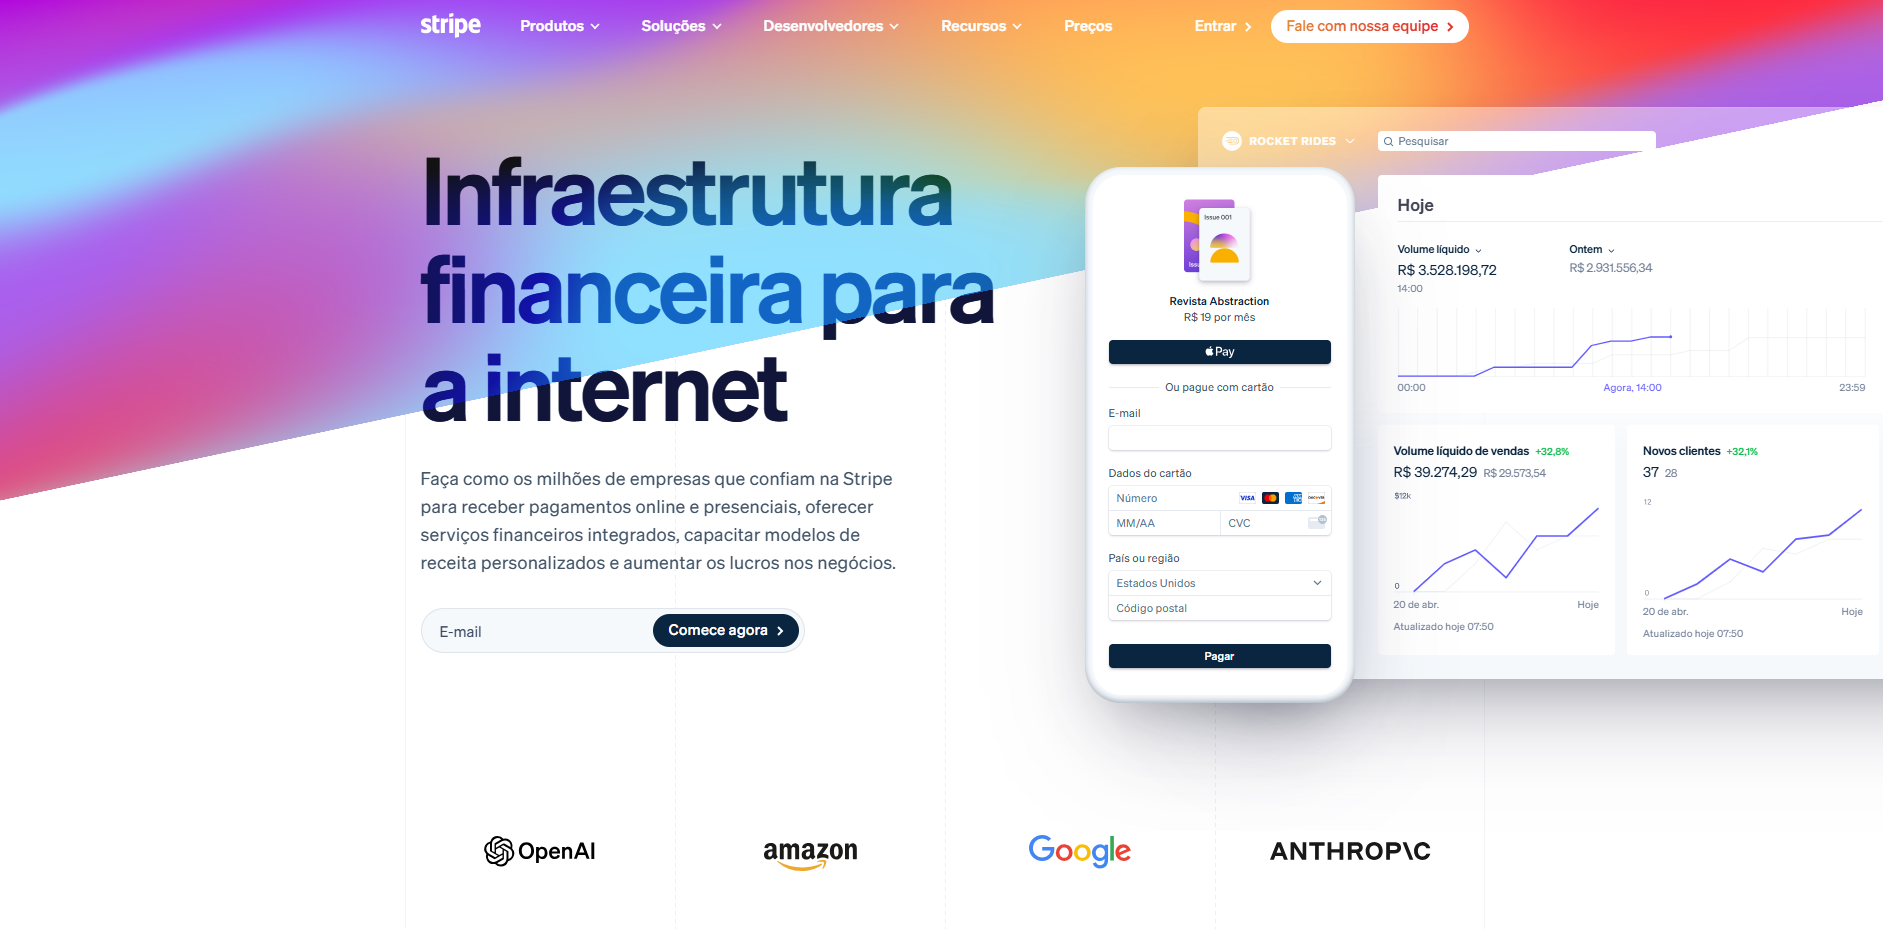 stripe
Produtos
Soluções
Desenvolvedores
Recursos
Preços
Entrar
Fale com nossa equipe
Infraestrutura
financeira para
a internet
Faça como os milhões de empresas que confiam na Stripe
para receber pagamentos online e presenciais, oferecer
serviços financeiros integrados, capacitar modelos de
receita personalizados e aumentar os lucros nos negócios.
E-mail
Comece agora
Issue 001
Revista Abstraction
R$ 19 por mês
Pay
Ou pague com cartão
E-mail
Dados do cartão
Número VISA
MM/AA CVC
País ou região
Estados Unidos
Código postal
Pagar
ROCKET RIDES
Pesquisar
Hoje
Volume líquido Ontem
R$ 3.528.198,72 R$ 2.931.556,34
14:00
00:00 Agora, 14:00 23:59
Volume líquido de vendas +32,8%
R$ 39.274,29 R$ 29.573,54
$12k
0
20 de abr. Hoje
Atualizado hoje 07:50
Novos clientes +32,1%
37 28
12
0
20 de abr. Hoje
Atualizado hoje 07:50
OpenAI
amazon
Google
ANTHROP\C